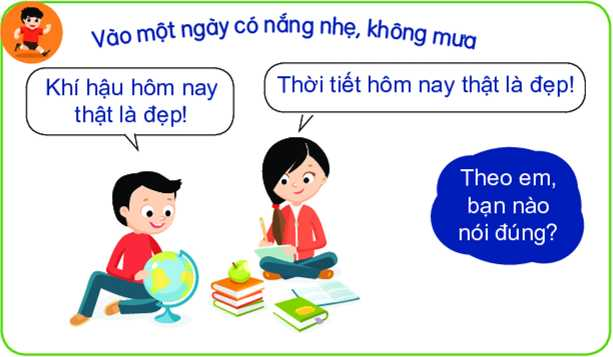 Vào một ngày có nắng nhẹ, không mưa
Khí hậu hôm nay
thật là đẹp!
Thời tiết hôm nay thật là đẹp!
Theo em,
bạn nào
nói đúng?